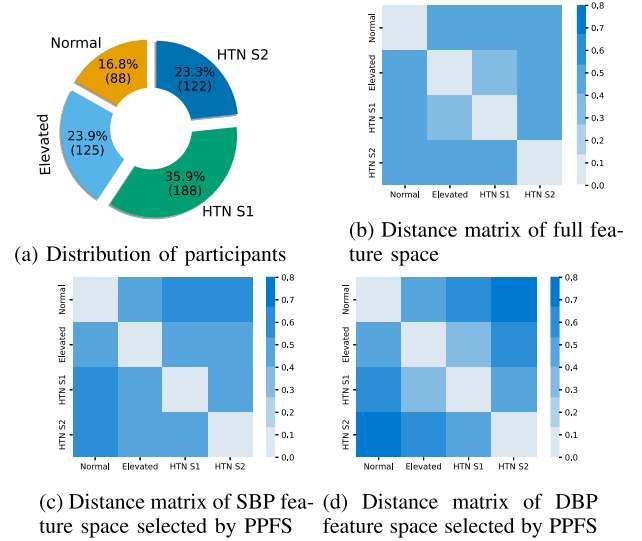 Normal
16.8%
(88)
HTN S2
23.3%
(122)
Elevated
23.9%
(125)
35.9%
(188)
HTN S1
(a) Distribution of participants
Normal
Elevated
HTN S1
HTN S2
Normal Elevated HTN S1 HTN S2
0.8
0.7
0.6
0.5
0.4
0.3
0.2
0.1
0.0
(b) Distance matrix of full fea-
ture space
Normal
Elevated
HTN S1
HTN S2
Normal Elevated HTN S1 HTN S2
0.8
0.7
0.6
0.5
0.4
0.3
0.2
0.1
0.0
(c) Distance matrix of SBP fea-
ture space selected by PPFS
Normal
Elevated
HTN S1
HTN S2
Normal Elevated HTN S1 HTN S2
0.8
0.7
0.6
0.5
0.4
0.3
0.2
0.1
0.0
(d) Distance matrix of DBP
feature space selected by PPFS